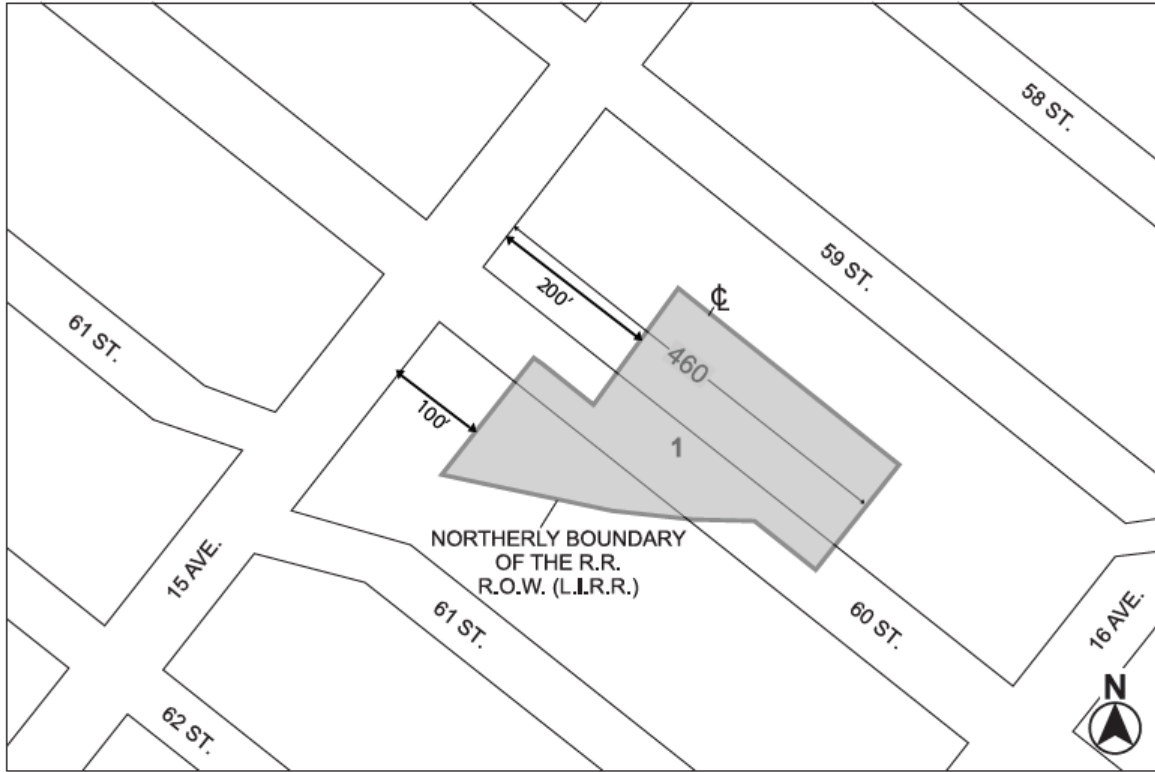 58 ST.
59 ST.
℄
200′
460
61 ST.
100′
1
NORTHERLY BOUNDARY
OF THE R.R.
R.O.W. (L.I.R.R.)
15 AVE.
61 ST.
60 ST.
16 AVE.
N
62 ST.